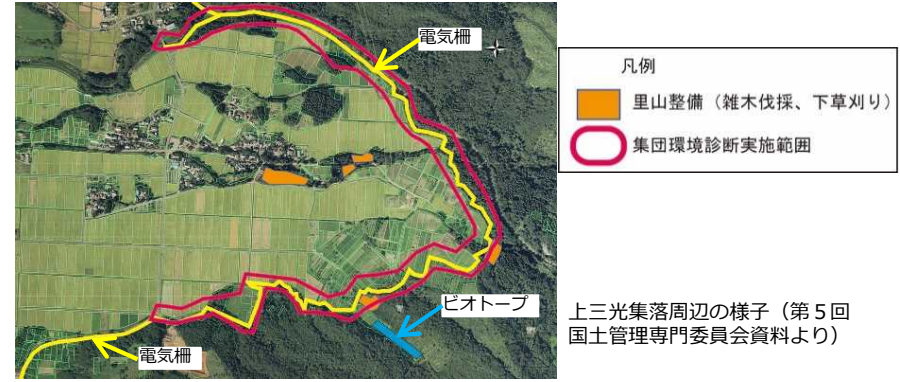 電気柵
凡例
里山整備（雑木伐採、下草刈り）
集団環境診断実施範囲
ビオトープ
電気柵
上三光集落周辺の様子（第５回
国土管理専門委員会資料より）